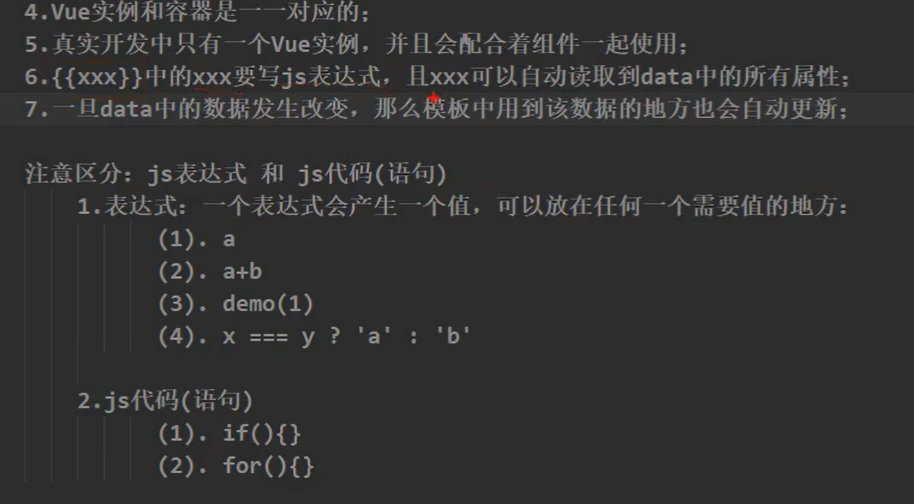 4.Vue实例和容器是一一对应的；
5.真实开发中只有一个Vue实例，并且会配合着组件一起使用；
6.{{xxx}}中的xxx要写js表达式，且xxx可以自动读取到data中的所有属性；
7.一旦data中的数据发生改变，那么模板中用到该数据的地方也会自动更新；
注意区分：js表达式 和 js代码(语句)
1.表达式：一个表达式会产生一个值，可以放在任何一个需要值的地方：
(1). a
(2). a+b
(3). demo(1)
(4). x === y ? 'a' : 'b'
2.js代码(语句)
(1). if(){}
(2). for(){}